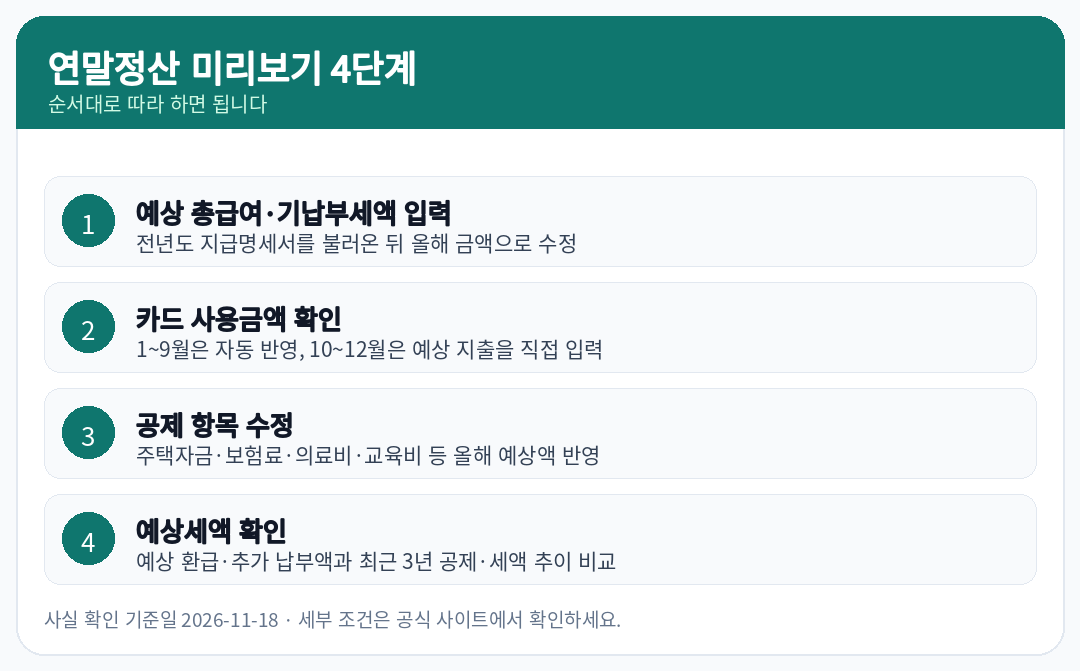 연말정산 미리보기 4단계
순서대로 따라 하면 됩니다
1
예상 총급여·기납부세액 입력
전년도 지급명세서를 불러온 뒤 올해 금액으로 수정
2
카드 사용금액 확인
1~9월은 자동 반영, 10~12월은 예상 지출을 직접 입력
3
공제 항목 수정
주택자금·보험료·의료비·교육비 등 올해 예상액 반영
4
예상세액 확인
예상 환급·추가 납부액과 최근 3년 공제·세액 추이 비교
사실 확인 기준일 2026-11-18 · 세부 조건은 공식 사이트에서 확인하세요.